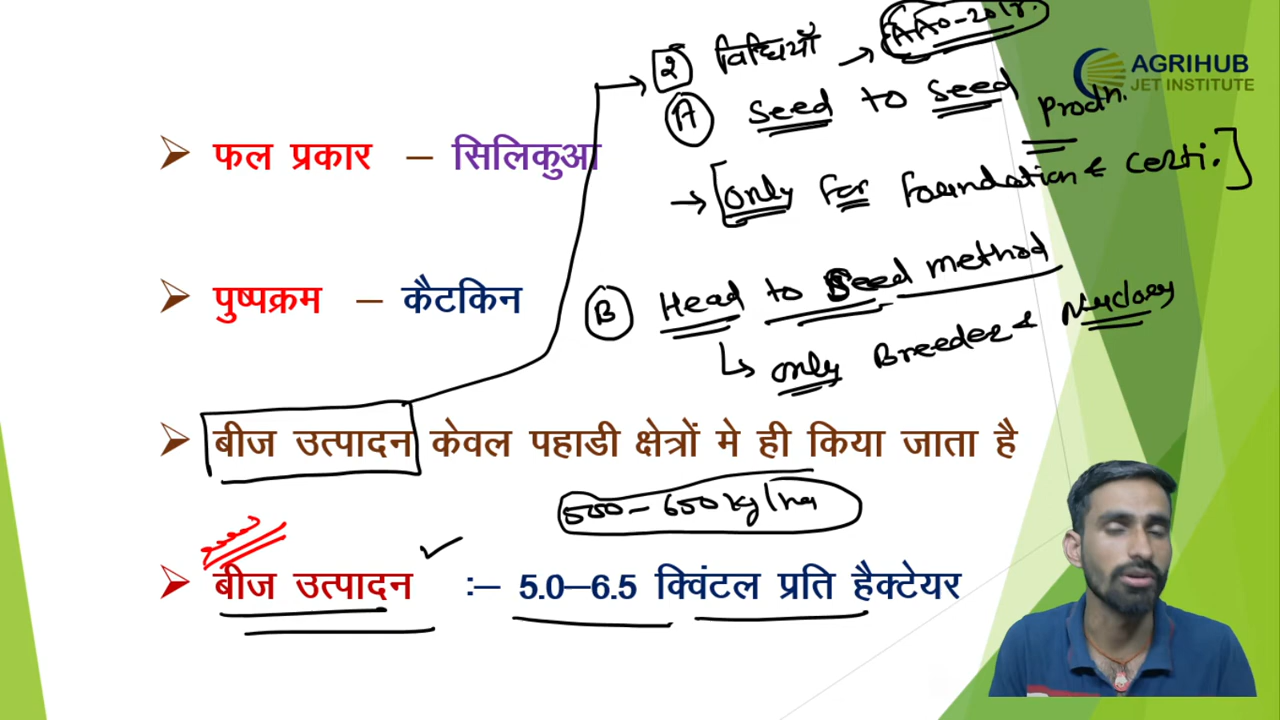 2 विधियाँ → AAO-2018
AGRIHUB
JET INSTITUTE
A Seed to Seed Prodn.
→ [only for foundation & certi.]
➢ फल प्रकार – सिलिकुआ
B Head to Seed method
↳ only Breeder &
➢ पुष्पक्रम – कैटकिन
➢ बीज उत्पादन केवल पहाडी क्षेत्रों मे ही किया जाता है
500-650 kg/ha
➢ बीज उत्पादन ✓ :– 5.0–6.5 क्विंटल प्रति हैक्टेयर